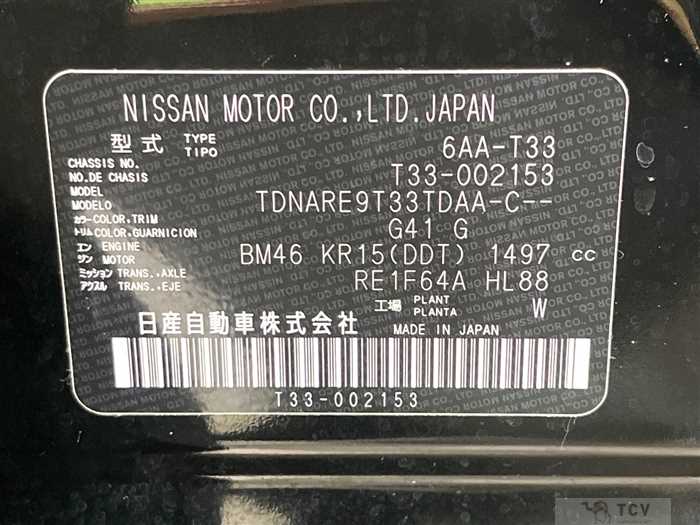 NISSAN MOTOR CO.,LTD.JAPAN
型式 TYPE TIPO 6AA-T33
CHASSIS NO. NO.DE CHASIS T33-002153
MODEL MODELO TDNARE9T33TDAA-C--
カラー COLOR,TRIM トリム COLOR,GUARNICION G41 G
エンジン ENGINE MOTOR BM46 KR15(DDT) 1497 cc
ミッション TRANS.,AXLE アクスル TRANS.,EJE RE1F64A HL88
工場 PLANT PLANTA W
日産自動車株式会社 MADE IN JAPAN
T33-002153
TCV